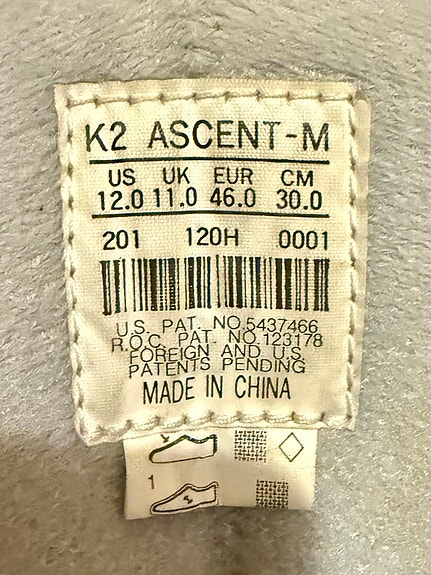 K2 ASCENT-M
US UK EUR CM
12.0 11.0 46.0 30.0
201 120H 0001
U.S. PAT. NO.5437466
R.O.C. PAT. NO.123178
FOREIGN AND U.S.
PATENTS PENDING
MADE IN CHINA
1